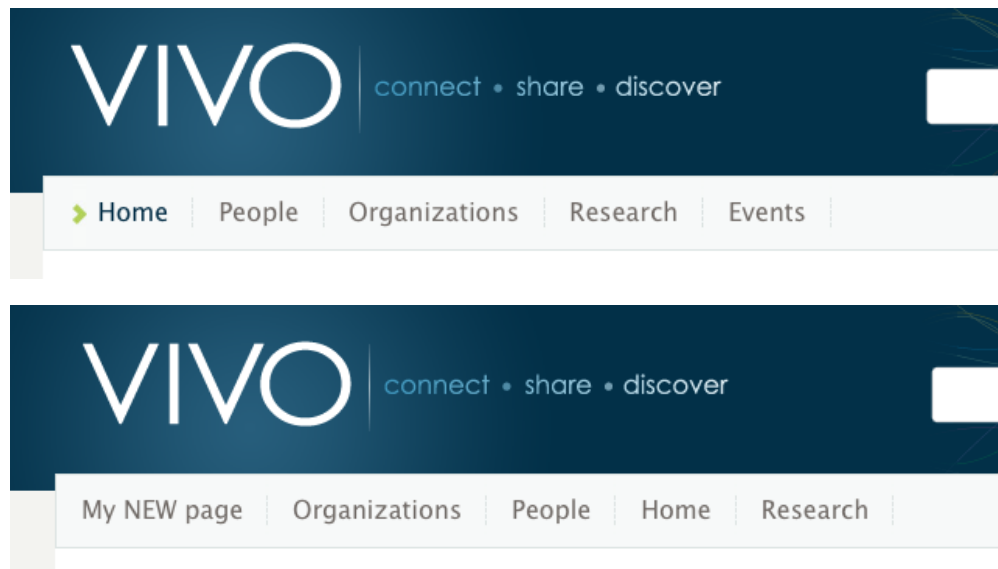 VIVO connect • share • discover
Home People Organizations Research Events
VIVO connect • share • discover
My NEW page Organizations People Home Research